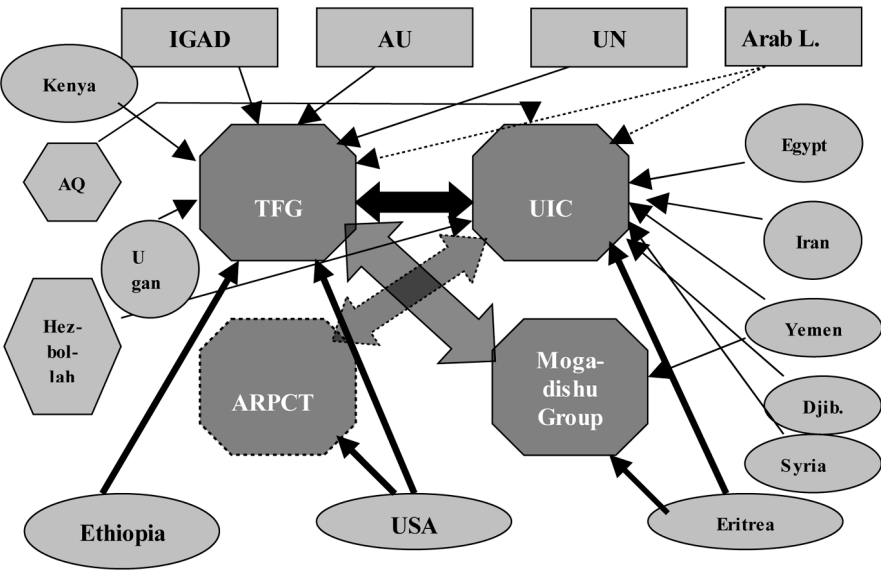 IGAD
AU
UN
Arab L.
Kenya
Egypt
AQ
TFG
UIC
U
gan
Iran
Hez-
bol-
lah
Yemen
ARPCT
Moga-
dishu
Group
Djib.
Syria
Ethiopia
USA
Eritrea